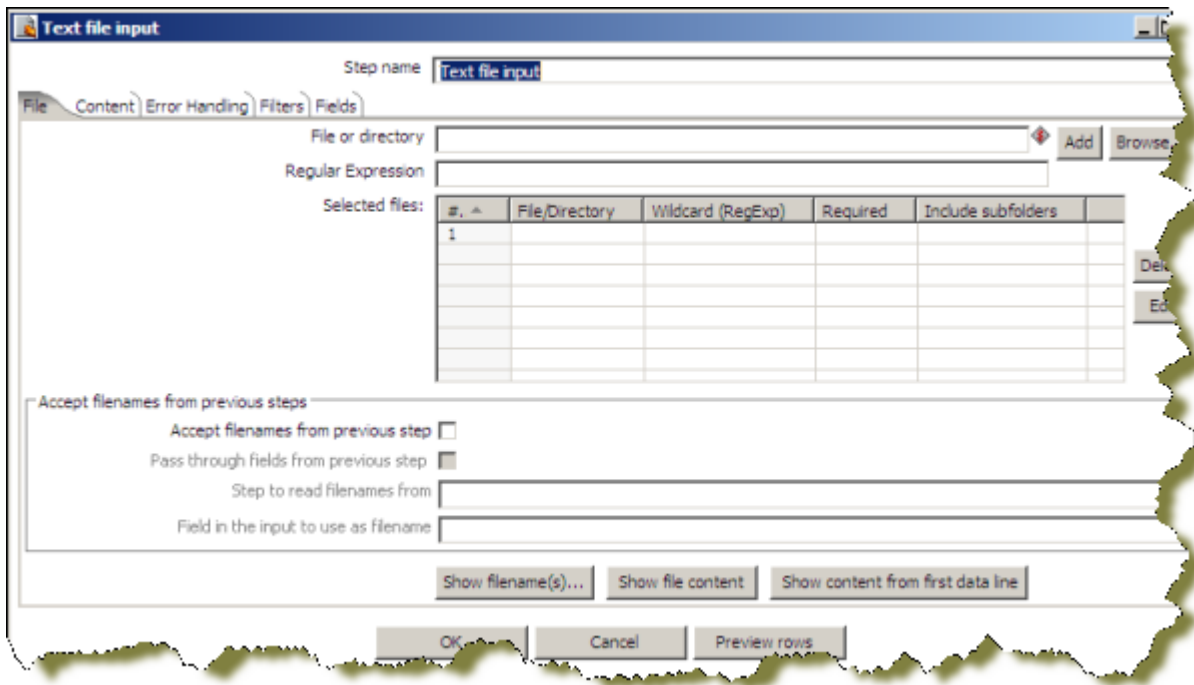 Text file input
Step name Text file input
File Content Error Handling Filters Fields
File or directory Add Browse
Regular Expression
Selected files: #. File/Directory Wildcard (RegExp) Required Include subfolders
1
Accept filenames from previous steps
Accept filenames from previous step
Pass through fields from previous step
Step to read filenames from
Field in the input to use as filename
Show filename(s)... Show file content Show content from first data line
OK Cancel Preview rows